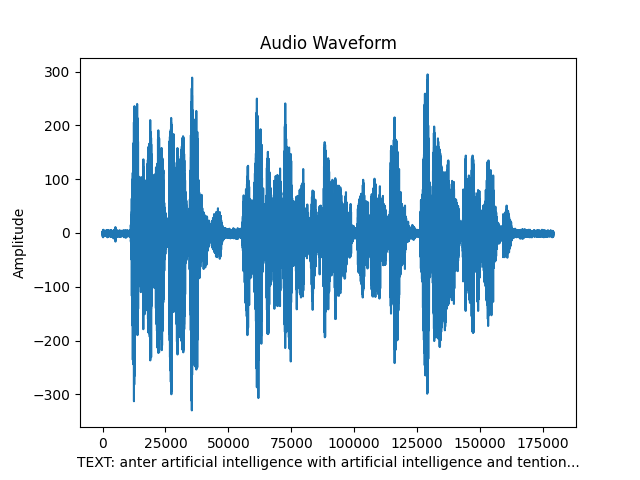 Audio Waveform
300
200
100
0
−100
−200
−300
Amplitude
0 25000 50000 75000 100000 125000 150000 175000
TEXT: anter artificial intelligence with artificial intelligence and tention...